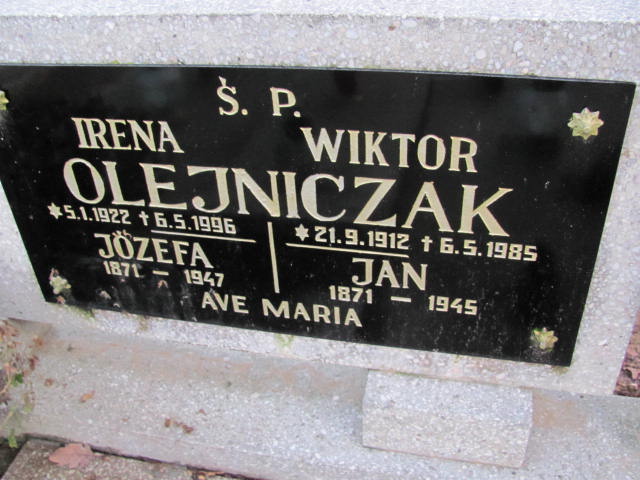 Ś. P.
IRENA WIKTOR
OLEJNICZAK
*5.1.1922 ✝ 6.5.1996 *21.9.1912 ✝ 6.5.1985
JÓZEFA JAN
1871 — 1947 1871 — 1945
AVE MARIA